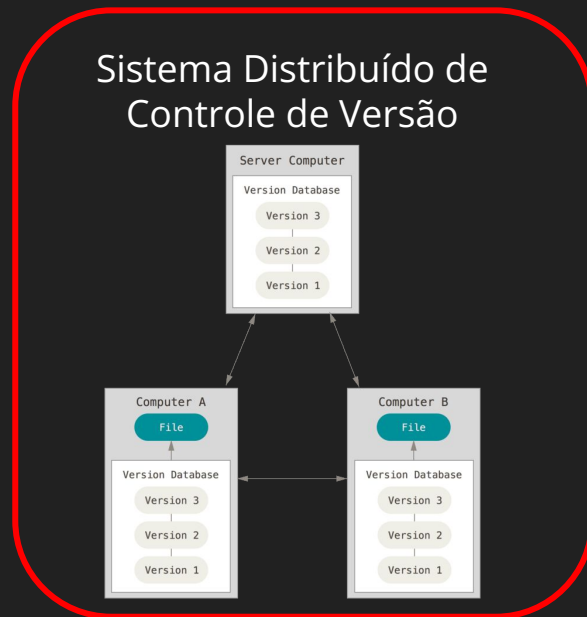 Sistema Distribuído de
Controle de Versão
Server Computer
Version Database
Version 3
Version 2
Version 1
Computer A
File
Version Database
Version 3
Version 2
Version 1
Computer B
File
Version Database
Version 3
Version 2
Version 1